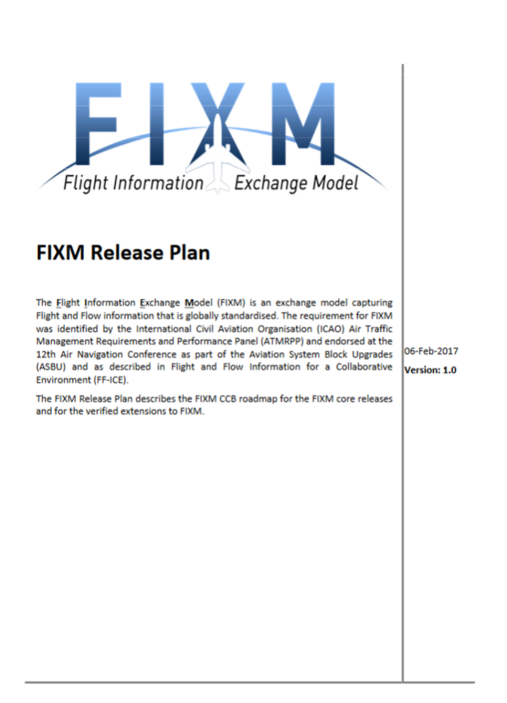 FIXM
Flight Information Exchange Model
FIXM Release Plan
The Flight Information Exchange Model (FIXM) is an exchange model capturing
Flight and Flow information that is globally standardised. The requirement for FIXM
was identified by the International Civil Aviation Organisation (ICAO) Air Traffic
Management Requirements and Performance Panel (ATMRPP) and endorsed at the
12th Air Navigation Conference as part of the Aviation System Block Upgrades
(ASBU) and as described in Flight and Flow Information for a Collaborative
Environment (FF-ICE).
The FIXM Release Plan describes the FIXM CCB roadmap for the FIXM core releases
and for the verified extensions to FIXM.
06-Feb-2017
Version: 1.0